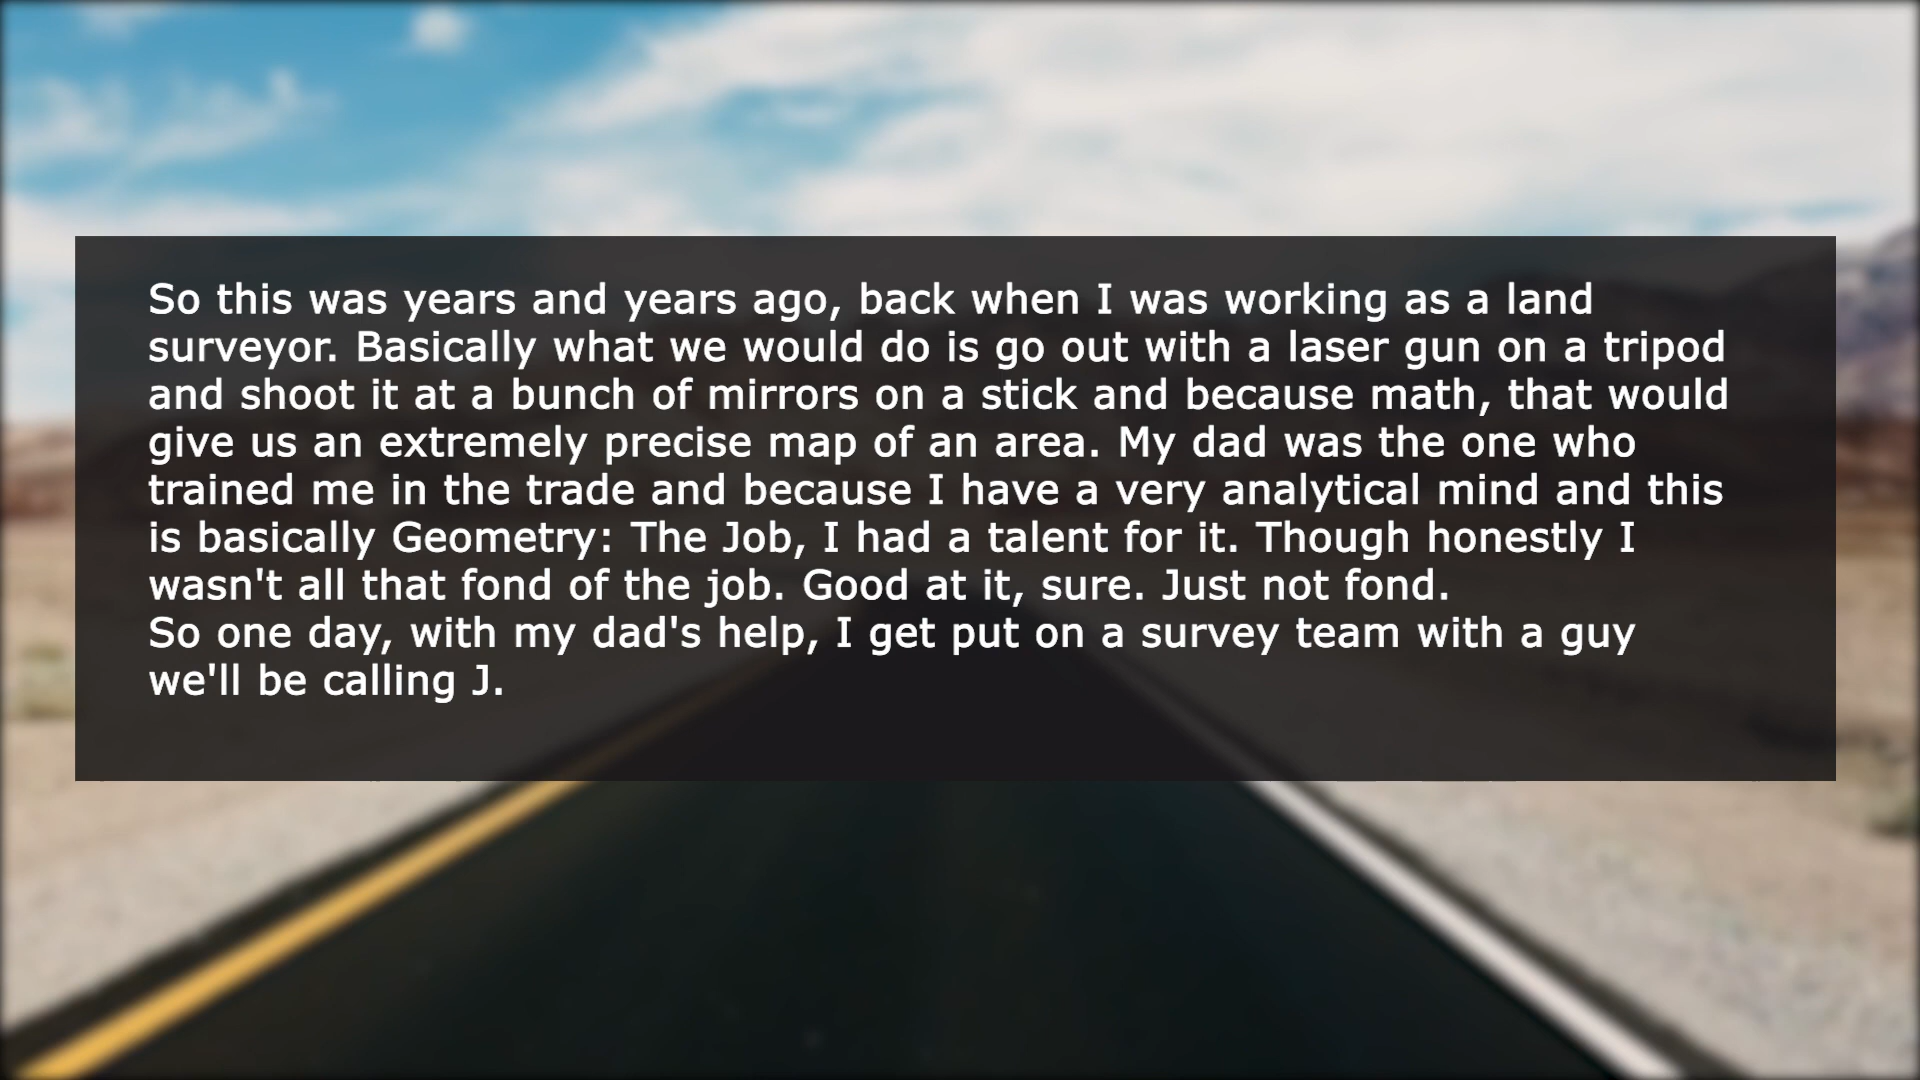 So this was years and years ago, back when I was working as a land
surveyor. Basically what we would do is go out with a laser gun on a tripod
and shoot it at a bunch of mirrors on a stick and because math, that would
give us an extremely precise map of an area. My dad was the one who
trained me in the trade and because I have a very analytical mind and this
is basically Geometry: The Job, I had a talent for it. Though honestly I
wasn't all that fond of the job. Good at it, sure. Just not fond.
So one day, with my dad's help, I get put on a survey team with a guy
we'll be calling J.